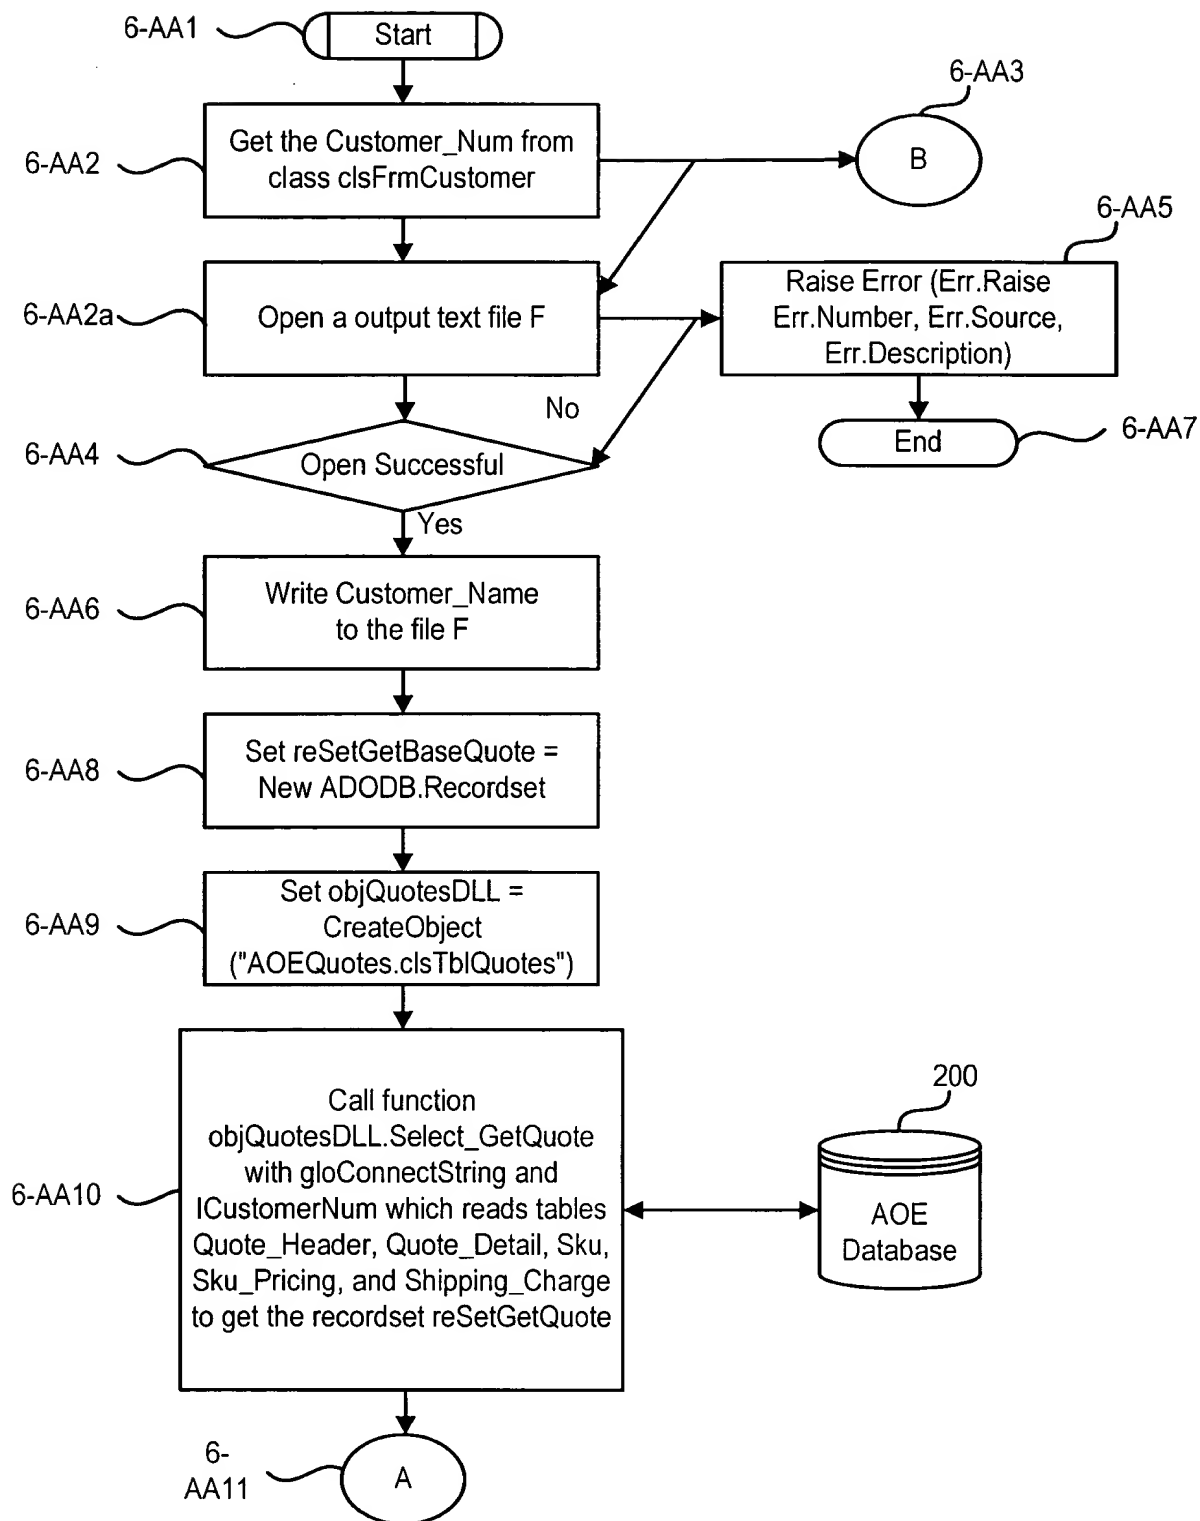 6-AA1
Start
6-AA3
B
6-AA2
Get the Customer_Num from
class clsFrmCustomer
6-AA5
6-AA2a
Open a output text file F
Raise Error (Err.Raise
Err.Number, Err.Source,
Err.Description)
No
6-AA4
Open Successful
End
6-AA7
Yes
6-AA6
Write Customer_Name
to the file F
6-AA8
Set reSetGetBaseQuote =
New ADODB.Recordset
6-AA9
Set objQuotesDLL =
CreateObject
("AOEQuotes.clsTblQuotes")
6-AA10
Call function
objQuotesDLL.Select_GetQuote
with gloConnectString and
lCustomerNum which reads tables
Quote_Header, Quote_Detail, Sku,
Sku_Pricing, and Shipping_Charge
to get the recordset reSetGetQuote
200
AOE
Database
6-
AA11
A